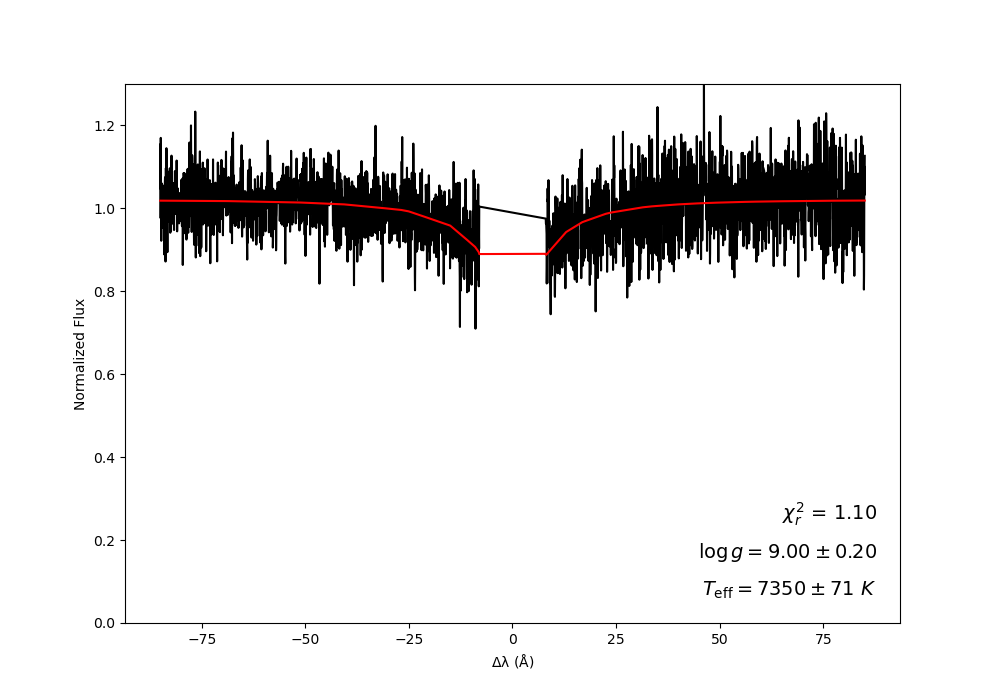 1.2
1.0
0.8
0.6
0.4
0.2
0.0
Normalized Flux
χ²ᵣ = 1.10
log g = 9.00 ± 0.20
T_eff = 7350 ± 71 K
−75 −50 −25 0 25 50 75
Δλ (Å)